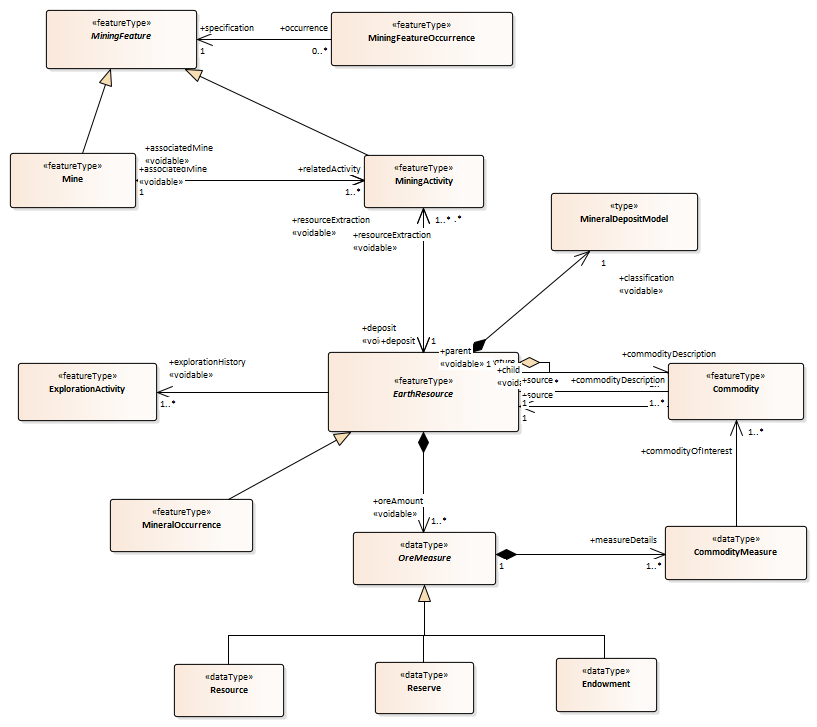 «featureType»
MiningFeature
+specification
1
+occurrence
0..*
«featureType»
MiningFeatureOccurrence
«featureType»
Mine
+associatedMine
«voidable»
+associatedMine
«voidable»
1
+relatedActivity
1..*
«featureType»
MiningActivity
+resourceExtraction
«voidable»
1..*
+resourceExtraction
«voidable»
«type»
MineralDepositModel
1
+classification
«voidable»
+deposit
+deposit
1
+parent
«voidable» 1
+child
+commodityDescription
«featureType»
ExplorationActivity
+explorationHistory
«voidable»
1..*
«featureType»
EarthResource
+source
+commodityDescription
+source
1
1..*
1
«featureType»
Commodity
1..*
+commodityOfInterest
«featureType»
MineralOccurrence
+oreAmount
«voidable»
1..*
«dataType»
OreMeasure
1
+measureDetails
1..*
«dataType»
CommodityMeasure
«dataType»
Resource
«dataType»
Reserve
«dataType»
Endowment